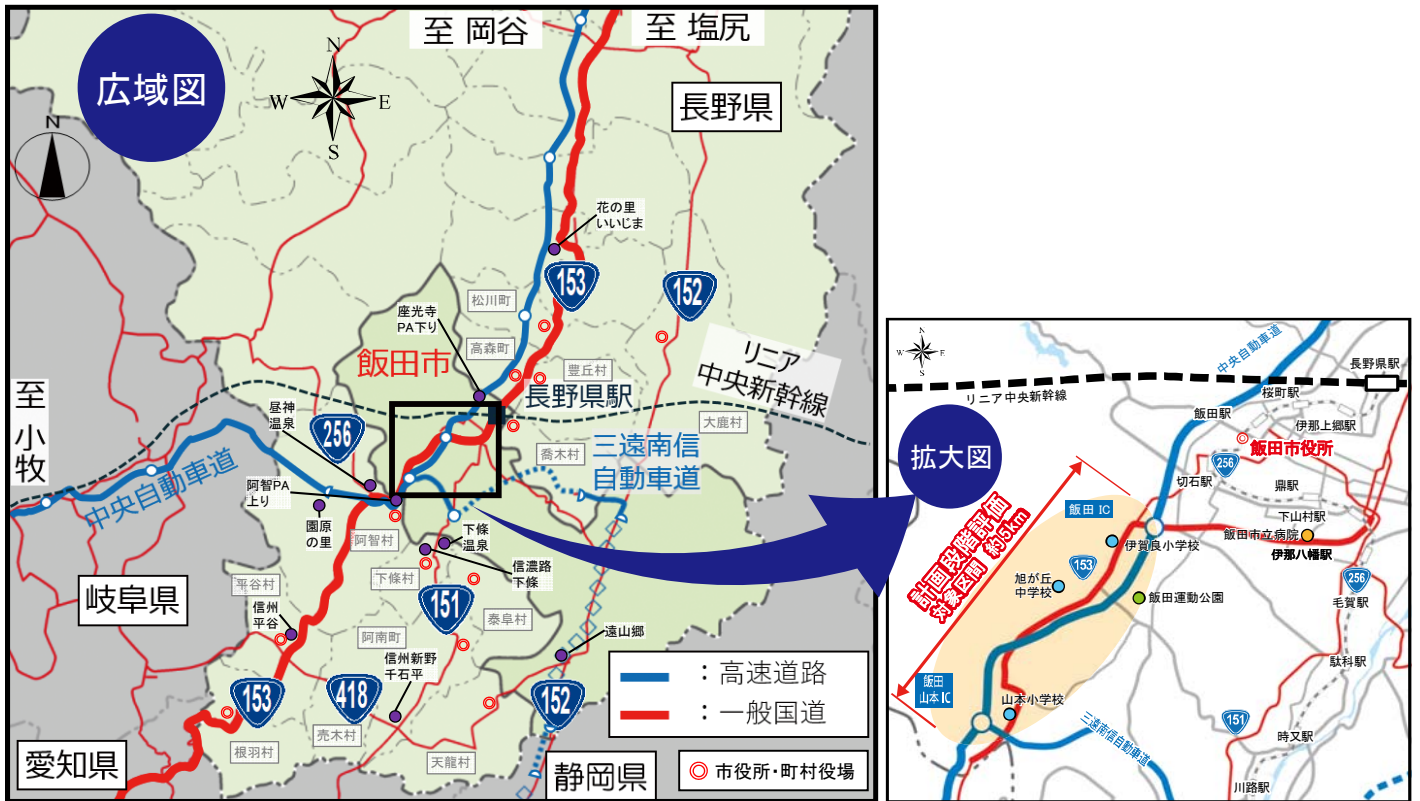 広域図
N
N
W
E
S
至 岡谷
至 塩尻
長野県
花の里
いいじま
153
152
松川町
座光寺
PA下り
高森町
飯田市
豊丘村
リニア
中央新幹線
長野県駅
大鹿村
至
小
牧
昼神
温泉
256
三遠南信
自動車道
喬木村
中央自動車道
阿智PA
上り
園原
の里
阿智村
下條
温泉
信濃路
下條
下條村
平谷村
岐阜県
信州
平谷
151
泰阜村
阿南町
信州新野
千石平
遠山郷
153
418
152
売木村
根羽村
天龍村
愛知県
静岡県
:高速道路
:一般国道
市役所・町村役場
N
W
E
S
中央自動車道
長野県駅
リニア中央新幹線
桜町駅
飯田駅
伊那上郷駅
飯田市役所
拡大図
256
切石駅
鼎駅
計画段階評価
対象区間 約5km
飯田 IC
下山村駅
飯田市立病院
伊那八幡駅
伊賀良小学校
153
旭が丘
中学校
飯田運動公園
256
毛賀駅
駄科駅
飯田
山本IC
山本小学校
三遠南信自動車道
151
時又駅
川路駅